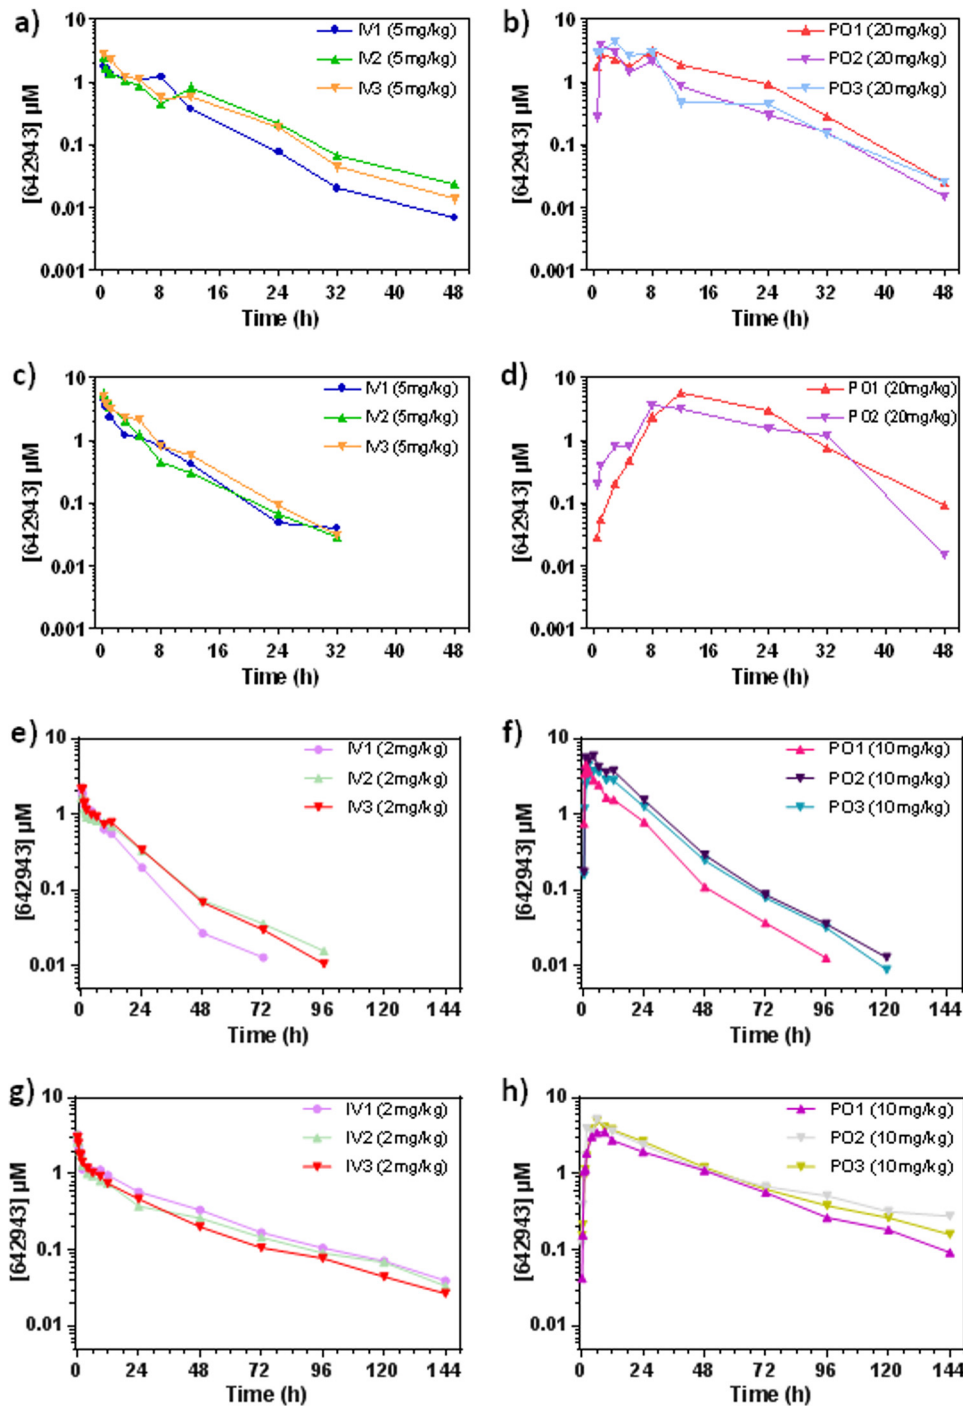 a)
10
1
0.1
0.01
0.001
[642943] µM
IV1 (5mg/kg)
IV2 (5mg/kg)
IV3 (5mg/kg)
0 8 16 24 32 40 48
Time (h)
b)
10
1
0.1
0.01
0.001
[642943] µM
PO1 (20mg/kg)
PO2 (20mg/kg)
PO3 (20mg/kg)
0 8 16 24 32 40 48
Time (h)
c)
10
1
0.1
0.01
0.001
[642943] µM
IV1 (5mg/kg)
IV2 (5mg/kg)
IV3 (5mg/kg)
0 8 16 24 32 40 48
Time (h)
d)
10
1
0.1
0.01
0.001
[642943] µM
PO1 (20mg/kg)
PO2 (20mg/kg)
0 8 16 24 32 40 48
Time (h)
e)
10
1
0.1
0.01
[642943] µM
IV1 (2mg/kg)
IV2 (2mg/kg)
IV3 (2mg/kg)
0 24 48 72 96 120 144
Time (h)
f)
10
1
0.1
0.01
[642943] µM
PO1 (10mg/kg)
PO2 (10mg/kg)
PO3 (10mg/kg)
0 24 48 72 96 120 144
Time (h)
g)
10
1
0.1
0.01
[642943] µM
IV1 (2mg/kg)
IV2 (2mg/kg)
IV3 (2mg/kg)
0 24 48 72 96 120 144
Time (h)
h)
10
1
0.1
0.01
[642943] µM
PO1 (10mg/kg)
PO2 (10mg/kg)
PO3 (10mg/kg)
0 24 48 72 96 120 144
Time (h)